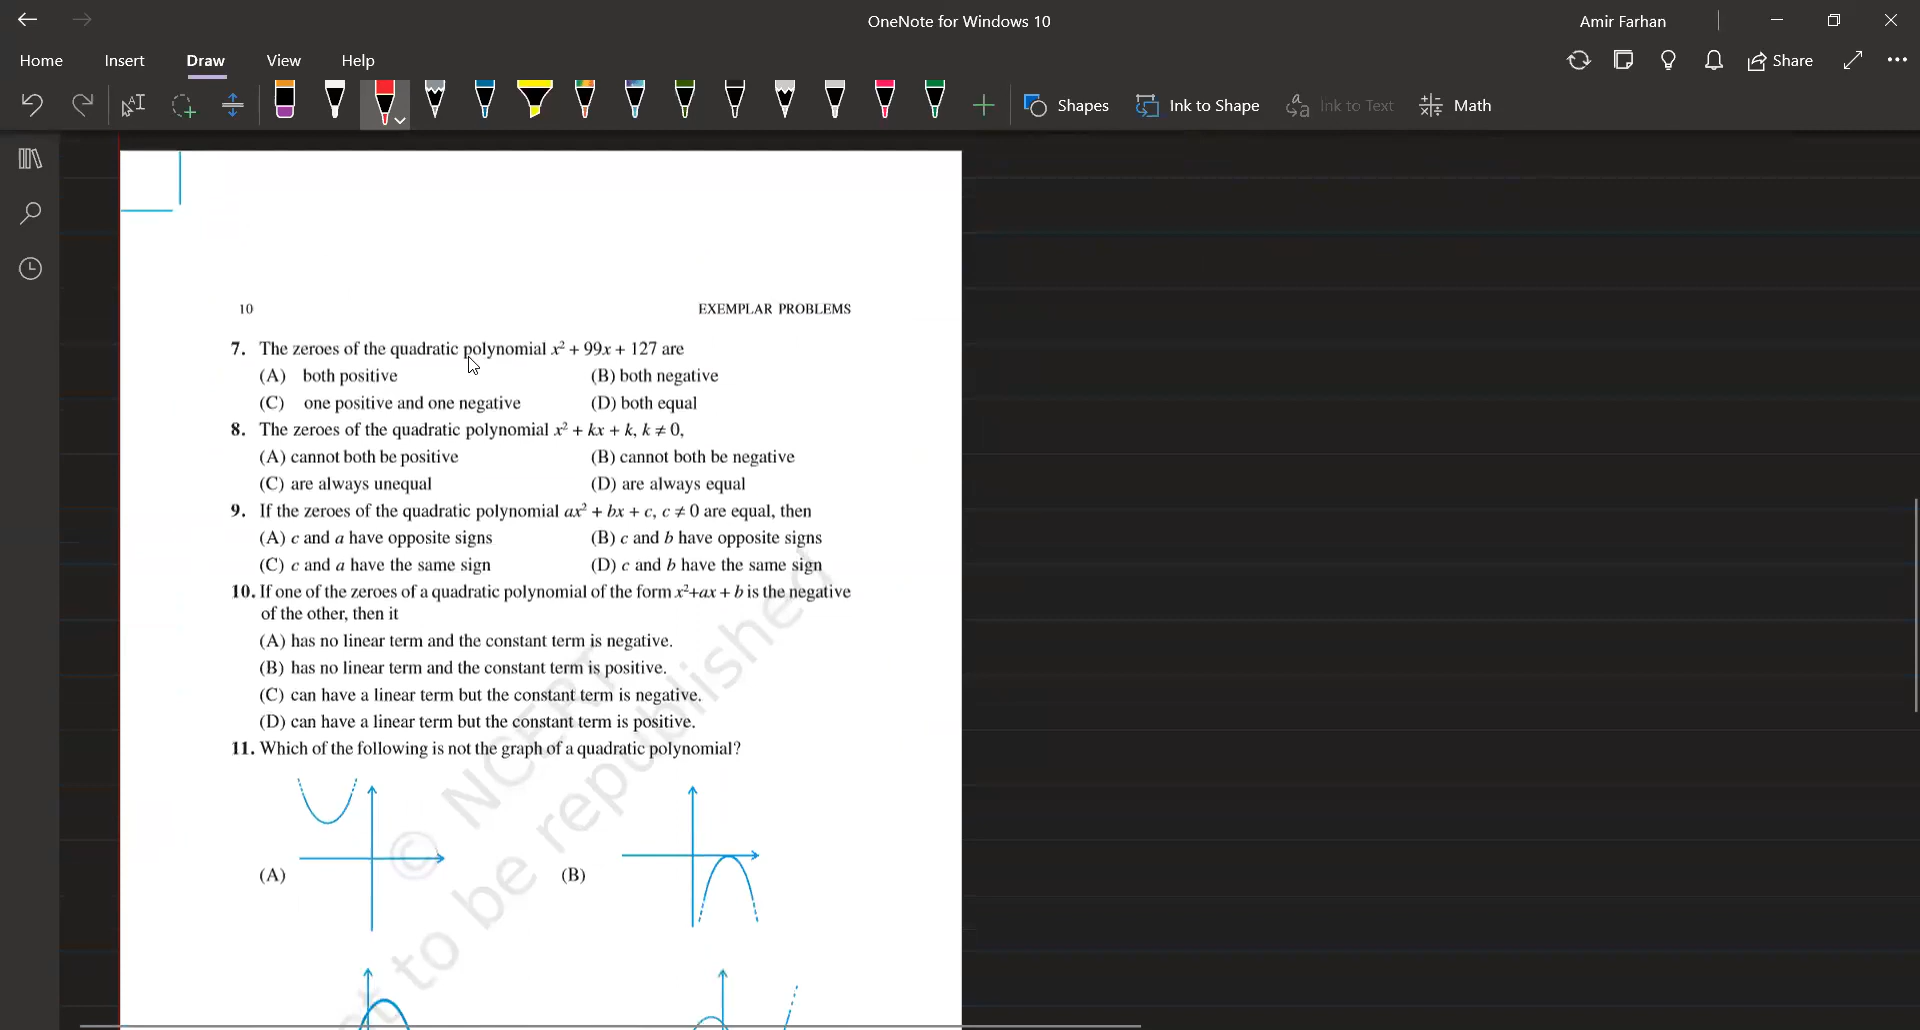 OneNote for Windows 10
Amir Farhan
Home Insert Draw View Help
Share
Shapes Ink to Shape Ink to Text Math
10 EXEMPLAR PROBLEMS
7. The zeroes of the quadratic polynomial x² + 99x + 127 are
(A) both positive (B) both negative
(C) one positive and one negative (D) both equal
8. The zeroes of the quadratic polynomial x² + kx + k, k ≠ 0,
(A) cannot both be positive (B) cannot both be negative
(C) are always unequal (D) are always equal
9. If the zeroes of the quadratic polynomial ax² + bx + c, c ≠ 0 are equal, then
(A) c and a have opposite signs (B) c and b have opposite signs
(C) c and a have the same sign (D) c and b have the same sign
10. If one of the zeroes of a quadratic polynomial of the form x²+ax + b is the negative
of the other, then it
(A) has no linear term and the constant term is negative.
(B) has no linear term and the constant term is positive.
(C) can have a linear term but the constant term is negative.
(D) can have a linear term but the constant term is positive.
11. Which of the following is not the graph of a quadratic polynomial?
(A) (B)
© NCERT
to be republished